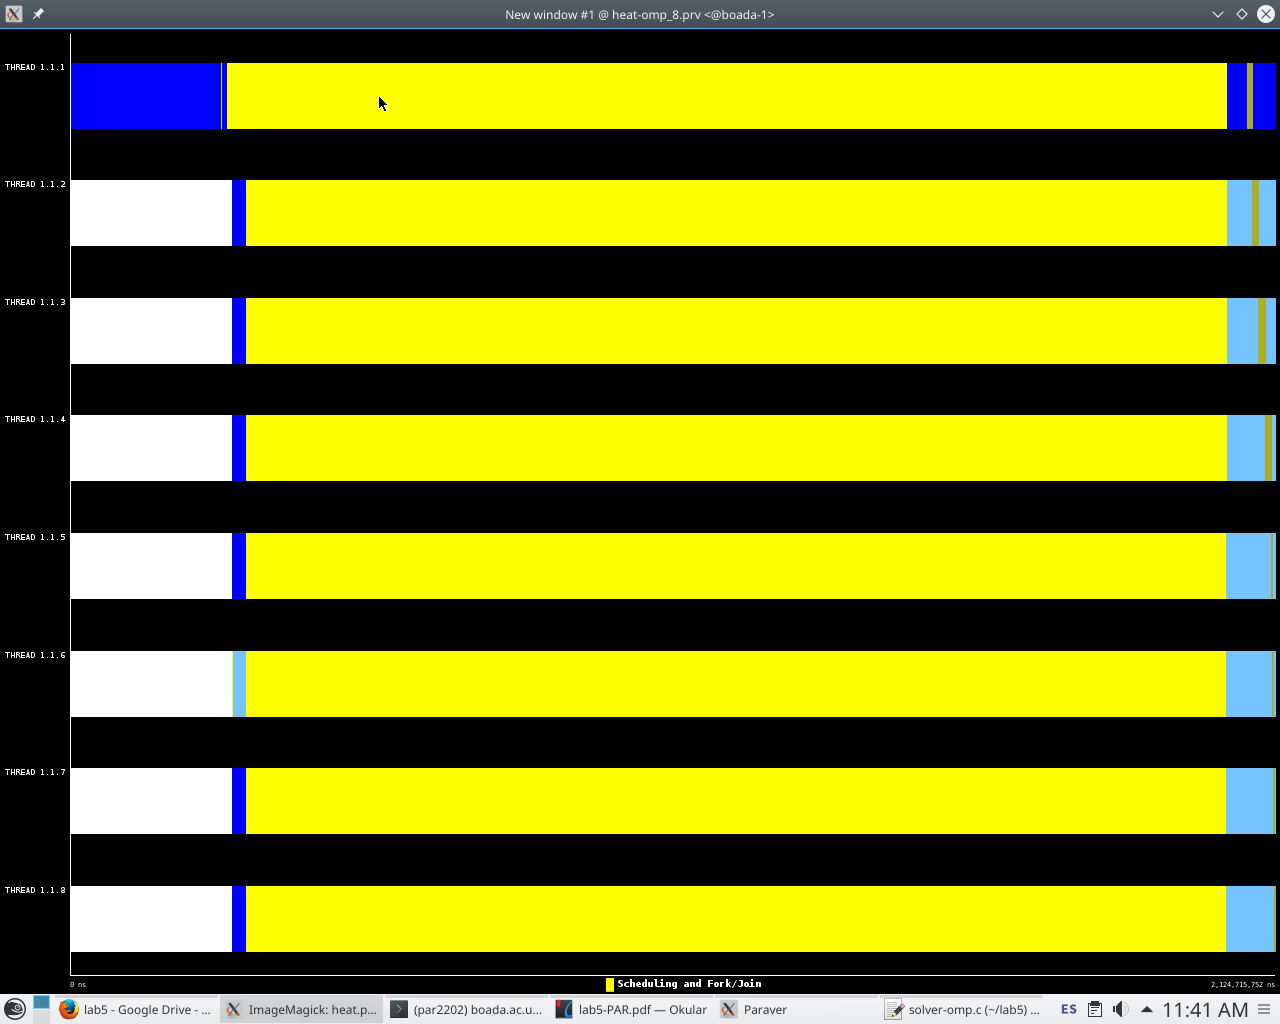 New window #1 @ heat-omp_8.prv <@boada-1>
THREAD 1.1.1
THREAD 1.1.2
THREAD 1.1.3
THREAD 1.1.4
THREAD 1.1.5
THREAD 1.1.6
THREAD 1.1.7
THREAD 1.1.8
0 ns
Scheduling and Fork/Join
2,124,715,752 ns
lab5 - Google Drive - ...
ImageMagick: heat.p...
(par2202) boada.ac.u...
lab5-PAR.pdf — Okular
Paraver
solver-omp.c (~/lab5) ...
ES
11:41 AM